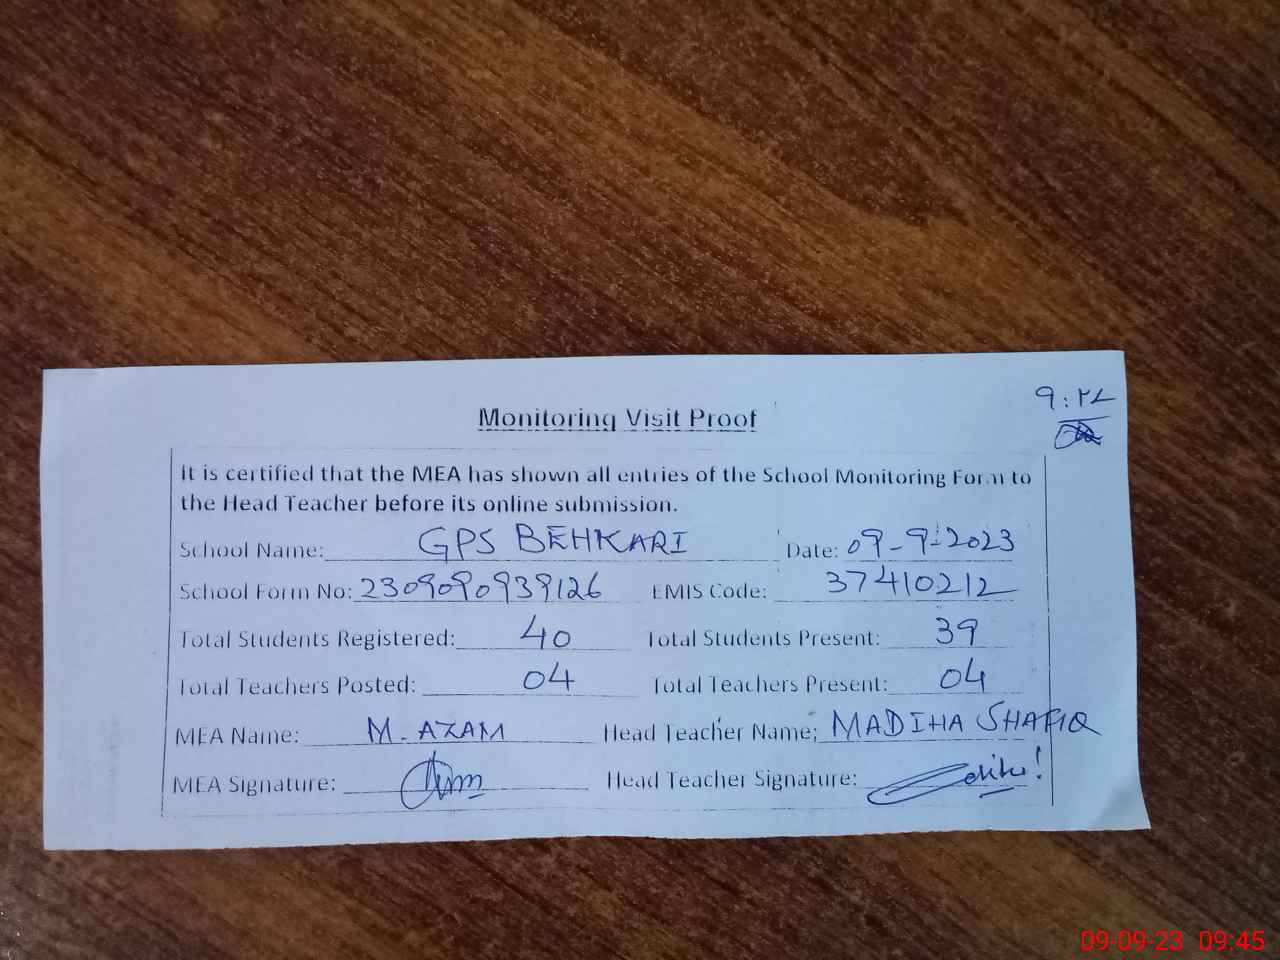 Monitoring Visit Proof
It is certified that the MEA has shown all entries of the School Monitoring Form to
the Head Teacher before its online submission.
School Name: GPS BEHKARI Date: 09-9-2023
School Form No: 2309090939126 EMIS Code: 37410212
Total Students Registered: 40 Total Students Present: 39
Total Teachers Posted: 04 Total Teachers Present: 04
MEA Name: M. AZAM Head Teacher Name: MADIHA SHAFIQ
MEA Signature: Head Teacher Signature:
09-09-23 09:45